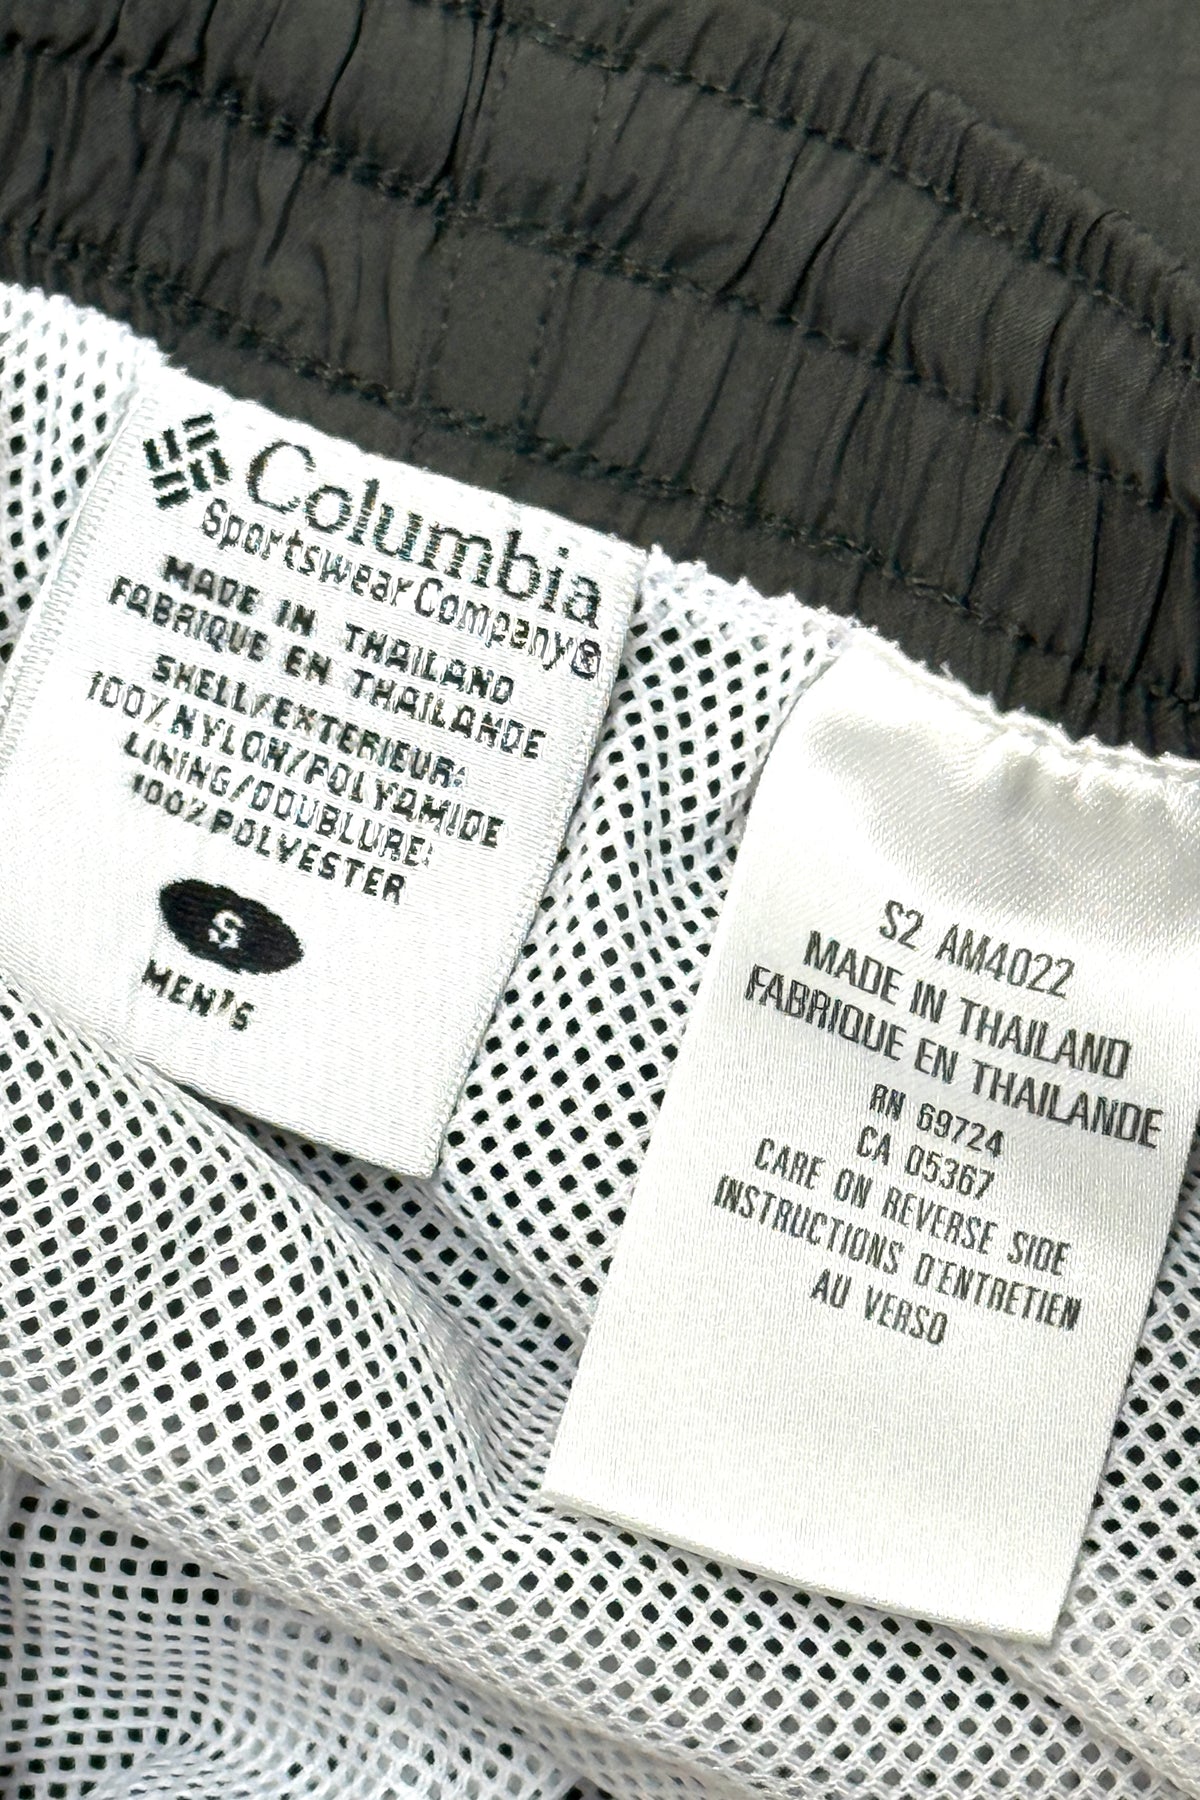 Columbia
Sportswear Company®
MADE IN THAILAND
FABRIQUE EN THAILANDE
SHELL/EXTERIEUR:
100% NYLON/POLYAMIDE
LINING/DOUBLURE:
100% POLYESTER
S
MEN'S
S2 AM4022
MADE IN THAILAND
FABRIQUE EN THAILANDE
RN 69724
CA 05367
CARE ON REVERSE SIDE
INSTRUCTIONS D'ENTRETIEN
AU VERSO